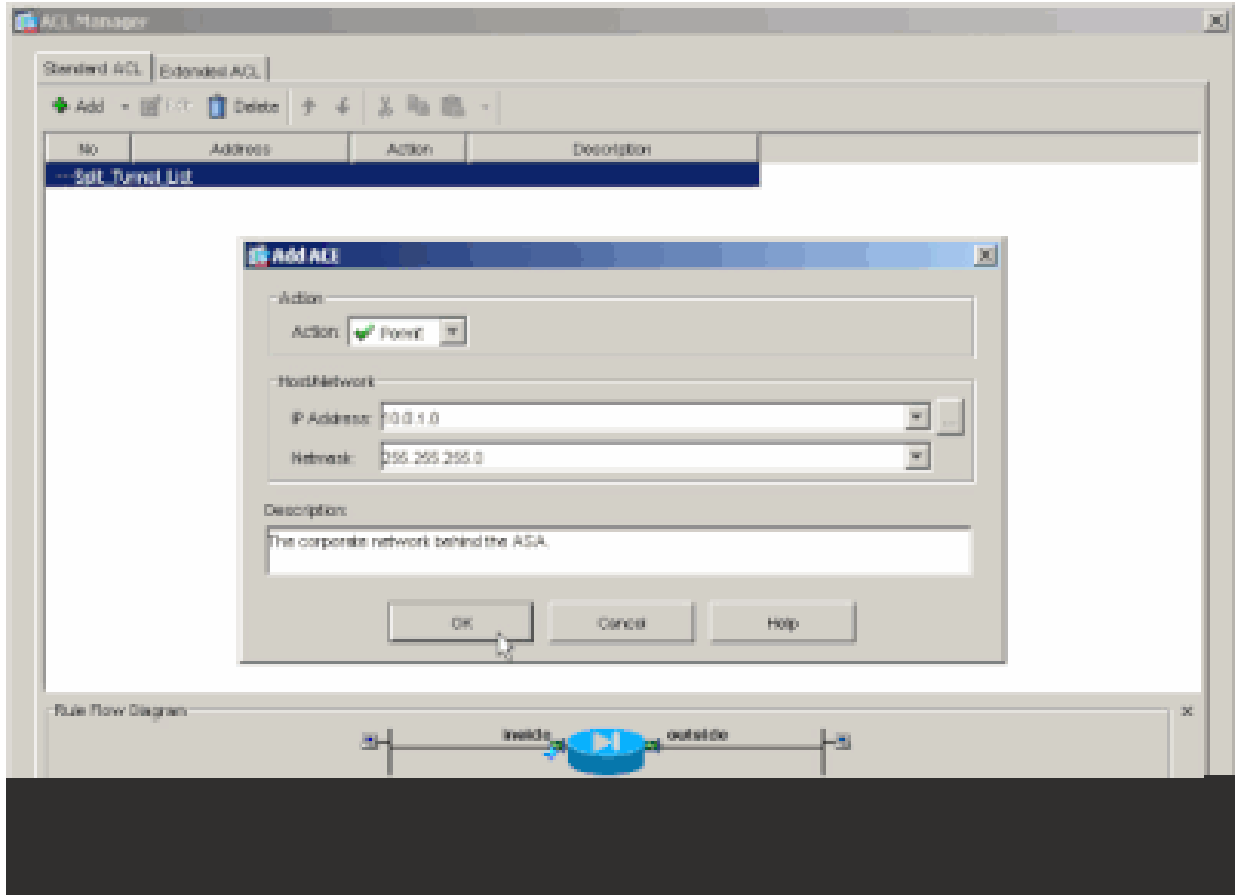 ACL Manager
Standard ACL Extended ACL
Add Edit Delete
No Address Action Description
Split_Tunnel_List
Add ACE
Action
Action: Permit
Host/Network
IP Address: 10.0.1.0
...
Netmask: 255.255.255.0
Description:
The corporate network behind the ASA.
OK Cancel Help
Rule Flow Diagram
inside outside